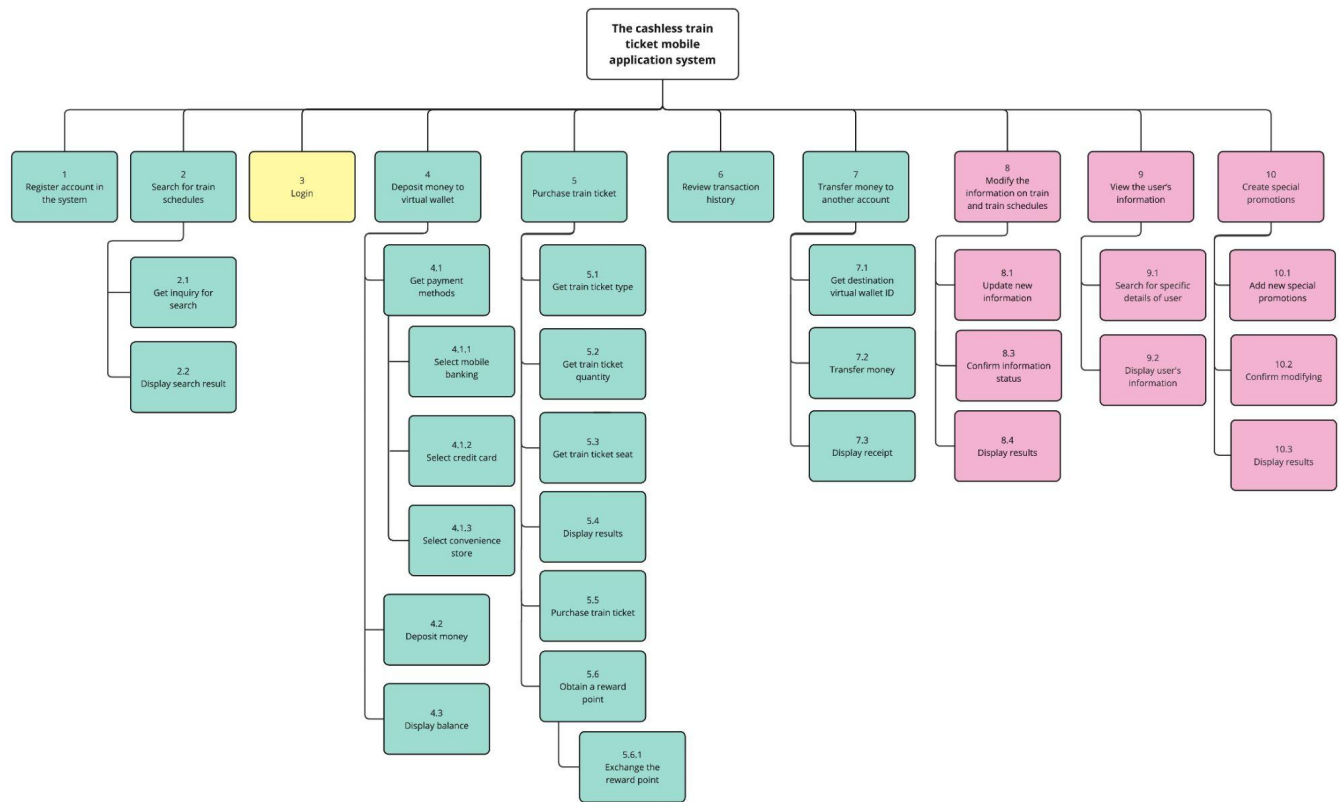 The cashless train
ticket mobile
application system
1
Register account in
the system
2
Search for train
schedules
3
Login
4
Deposit money to
virtual wallet
5
Purchase train ticket
6
Review transaction
history
7
Transfer money to
another account
8
Modify the
information on train
and train schedules
9
View the user's
information
10
Create special
promotions
2.1
Get inquiry for
search
2.2
Display search result
4.1
Get payment
methods
4.1.1
Select mobile
banking
4.1.2
Select credit card
4.1.3
Select convenience
store
4.2
Deposit money
4.3
Display balance
5.1
Get train ticket type
5.2
Get train ticket
quantity
5.3
Get train ticket seat
5.4
Display results
5.5
Purchase train ticket
5.6
Obtain a reward
point
5.6.1
Exchange the
reward point
7.1
Get destination
virtual wallet ID
7.2
Transfer money
7.3
Display receipt
8.1
Update new
information
8.3
Confirm information
status
8.4
Display results
9.1
Search for specific
details of user
9.2
Display user's
information
10.1
Add new special
promotions
10.2
Confirm modifying
10.3
Display results